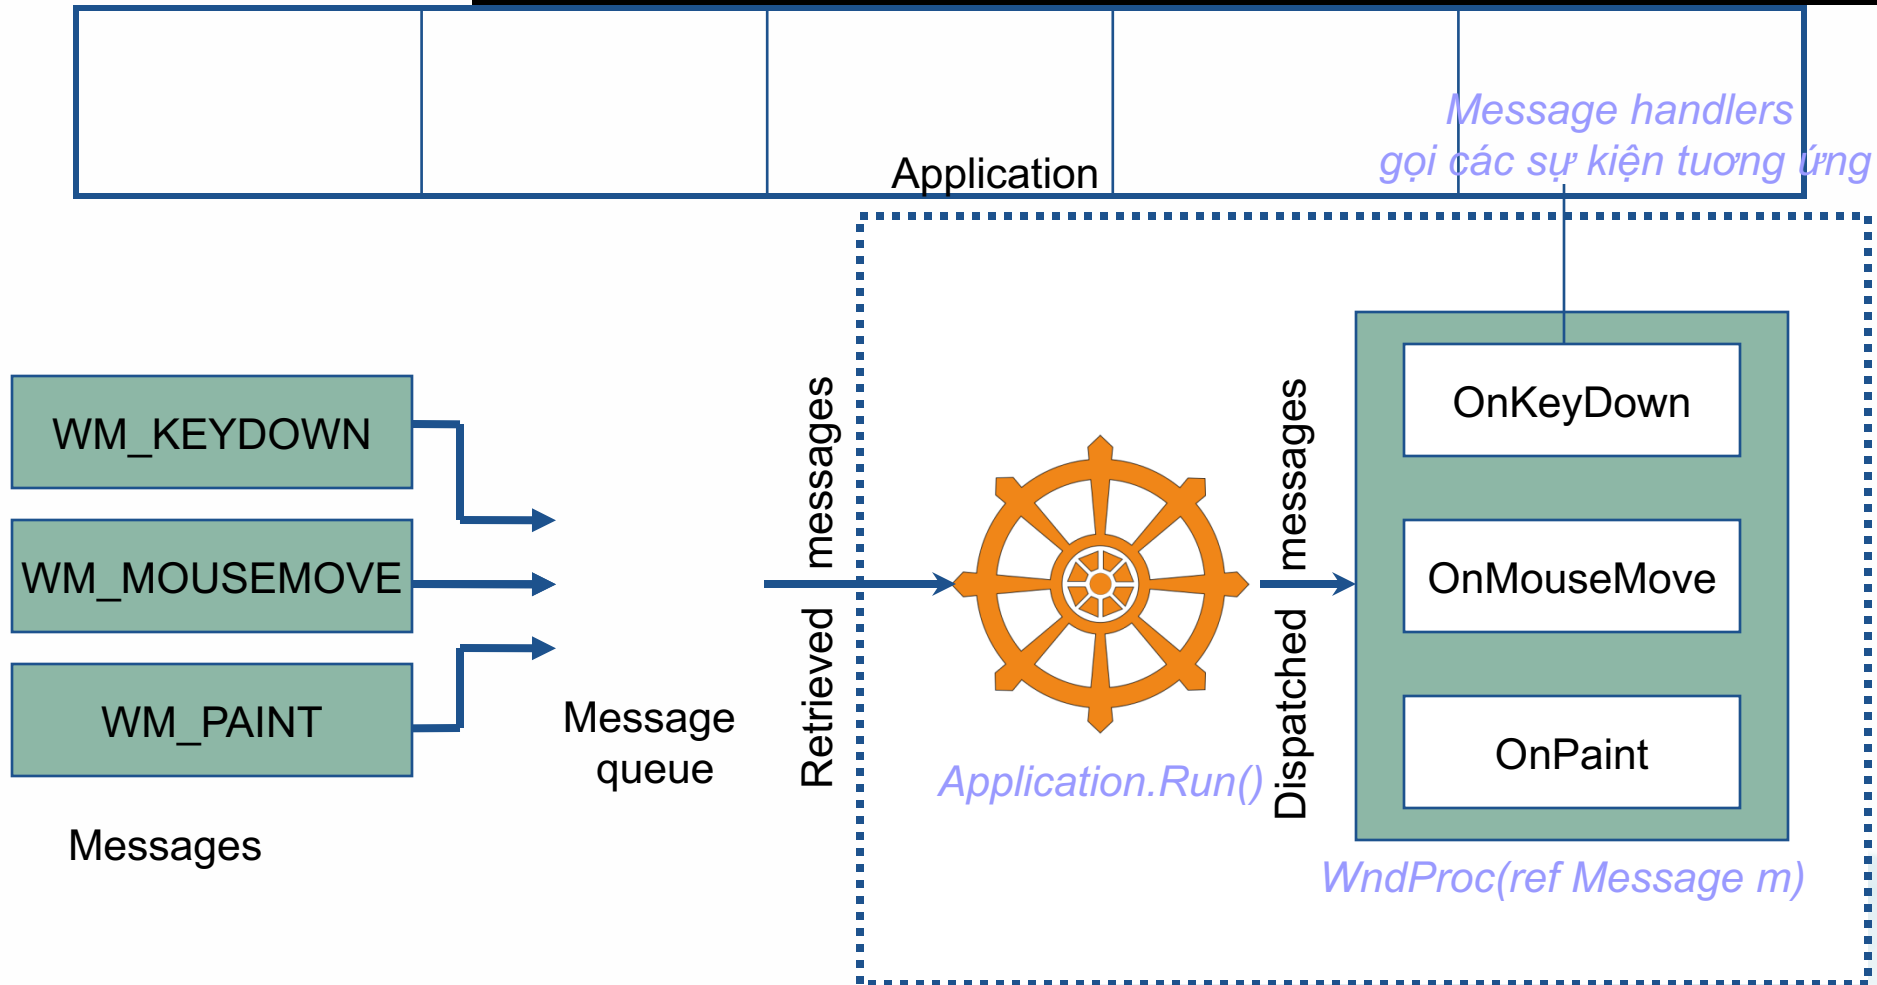 Message handlers
gọi các sự kiện tuơng ứng
Application
WM_KEYDOWN
WM_MOUSEMOVE
WM_PAINT
Messages
Message
queue
Retrieved messages
Application.Run()
Dispatched messages
OnKeyDown
OnMouseMove
OnPaint
WndProc(ref Message m)